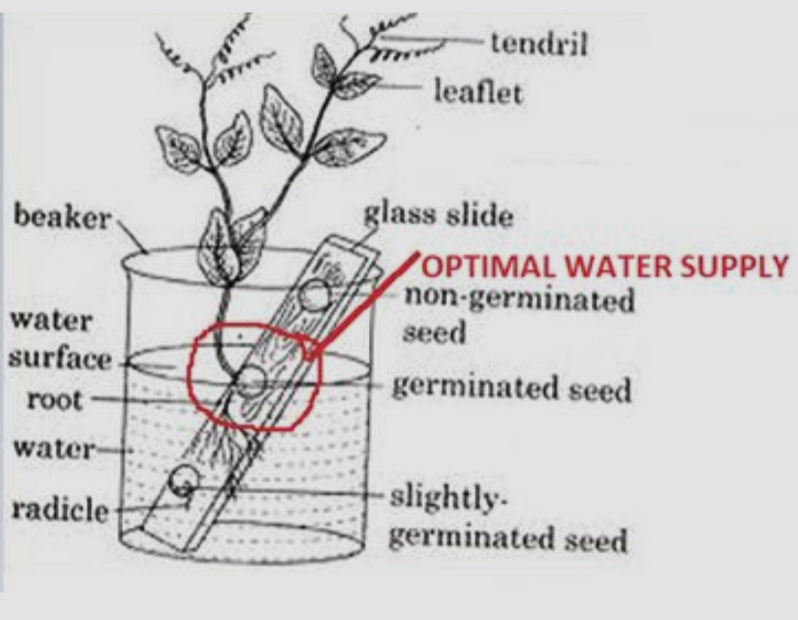 tendril
leaflet
beaker
glass slide
OPTIMAL WATER SUPPLY
non-germinated
seed
water
surface
germinated seed
root
water
slightly-
germinated seed
radicle